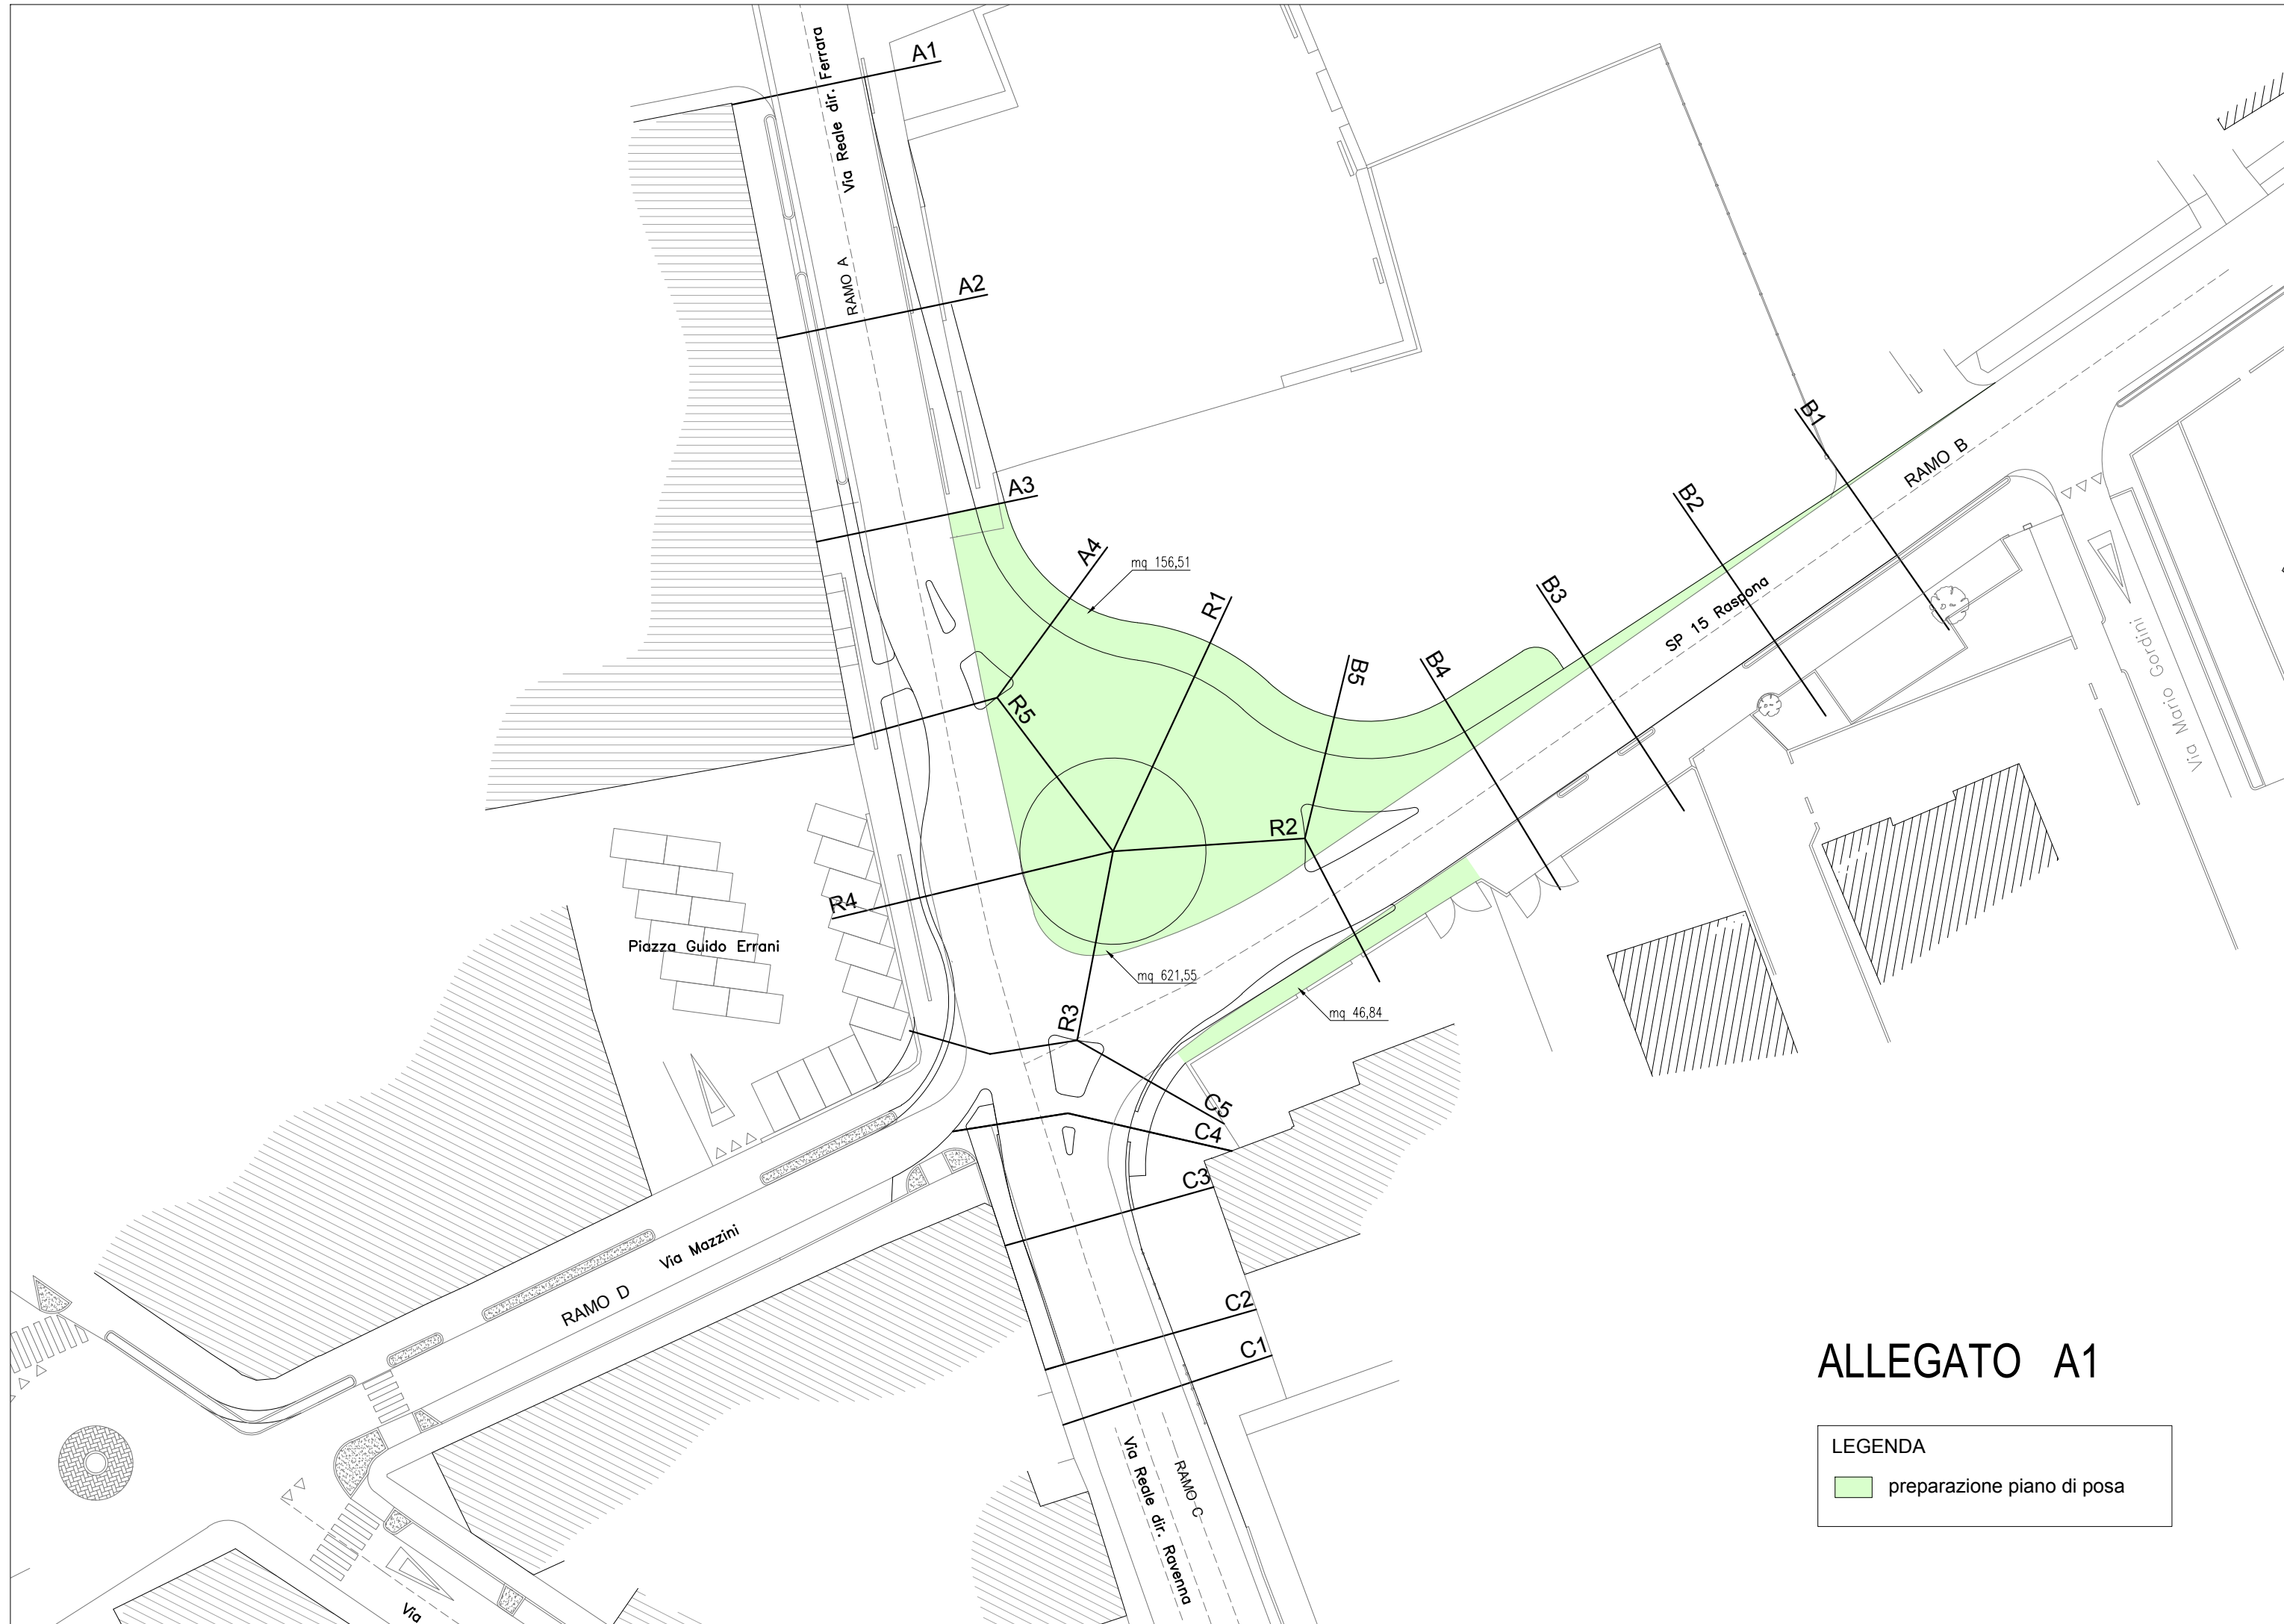 A1
Via Reale dir. Ferrara
RAMO A
A2
A3
A4
mq 156,51
R1
R5
B5
B4
B3
B2
B1
RAMO B
SP 15 Raspona
Via Mario Gordini
R2
R4
Piazza Guido Errani
mq 621,55
mq 46,84
R3
C5
C4
C3
C2
C1
Via Mazzini
RAMO D
Via Reale dir. Ravenna
RAMO C
Via
ALLEGATO A1
LEGENDA
preparazione piano di posa